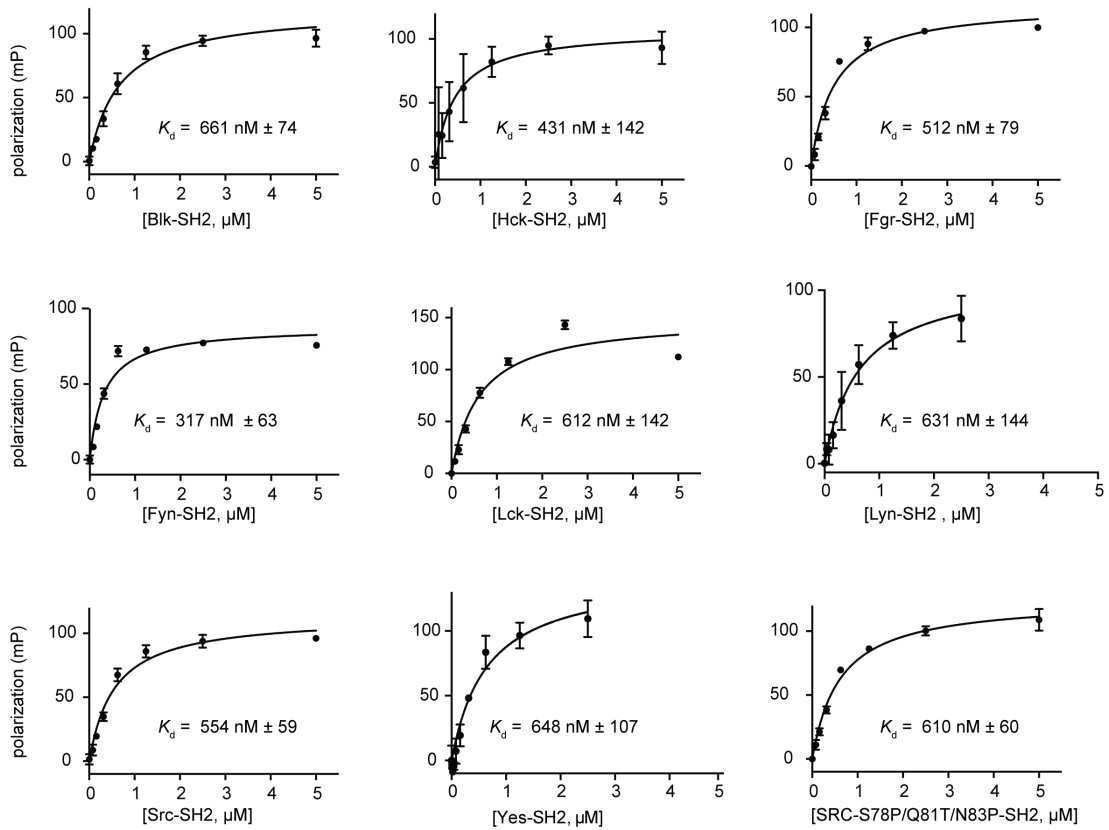 polarization (mP)
100
50
0
Kd = 661 nM ± 74
0 1 2 3 4 5
[Blk-SH2, µM]
100
50
0
Kd = 431 nM ± 142
0 1 2 3 4 5
[Hck-SH2, µM]
100
50
0
Kd = 512 nM ± 79
0 1 2 3 4 5
[Fgr-SH2, µM]
polarization (mP)
100
50
0
Kd = 317 nM ± 63
0 1 2 3 4 5
[Fyn-SH2, µM]
150
100
50
0
Kd = 612 nM ± 142
0 1 2 3 4 5
[Lck-SH2, µM]
100
50
0
Kd = 631 nM ± 144
0 1 2 3 4 5
[Lyn-SH2 , µM]
polarization (mP)
100
50
0
Kd = 554 nM ± 59
0 1 2 3 4 5
[Src-SH2, µM]
100
50
0
Kd = 648 nM ± 107
0 1 2 3 4 5
[Yes-SH2, µM]
100
50
0
Kd = 610 nM ± 60
0 1 2 3 4 5
[SRC-S78P/Q81T/N83P-SH2, µM]